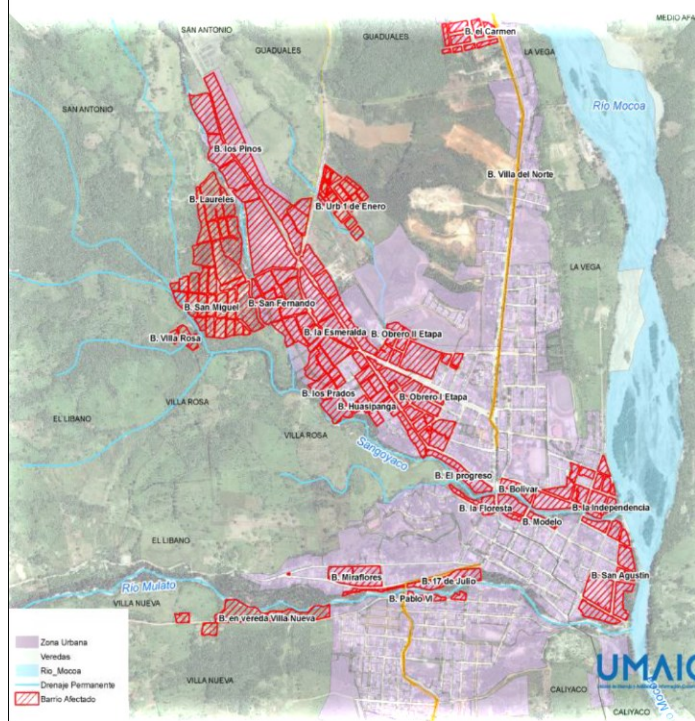 MEDIO
SAN ANTONIO
GUADUALES
GUADUALES
B. el Carmen
LA VEGA
Río Mocoa
SAN ANTONIO
B. los Pinos
B. Villa del Norte
B. Laureles
B. Urb 1 de Enero
LA VEGA
B. San Miguel
B. San Fernando
B. Villa Rosa
B. la Esmeralda
B. Obrero II Etapa
B. los Prados
B. Obrero I Etapa
VILLA ROSA
B. Huasipanga
EL LIBANO
VILLA ROSA
Sangoyaco
B. El progreso
B. Bolivar
B. la Floresta
B. la Independencia
B. Modelo
EL LIBANO
B. Miraflores
B. 17 de Julio
B. San Agustin
Río Mulato
B. Pablo VI
VILLA NUEVA
B. en vereda Villa Nueva
Zona Urbana
Veredas
Rio_Mocoa
Drenaje Permanente
Barrio Afectado
VILLA NUEVA
UMAIC
CALIYACO
CALIYACO